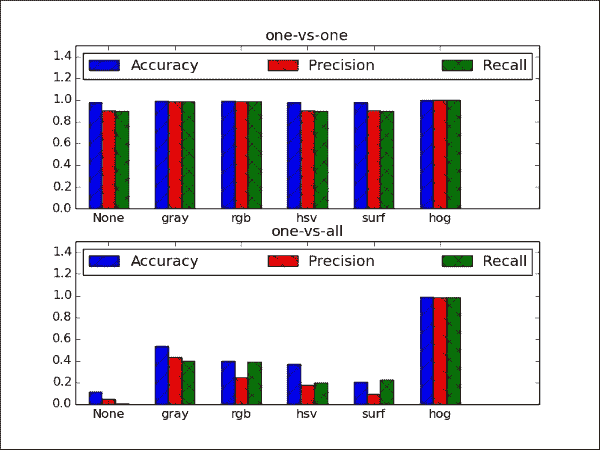 one-vs-one
1.4
Accuracy Precision Recall
1.2
1.0
0.8
0.6
0.4
0.2
0.0
None gray rgb hsv surf hog
one-vs-all
1.4
Accuracy Precision Recall
1.2
1.0
0.8
0.6
0.4
0.2
0.0
None gray rgb hsv surf hog